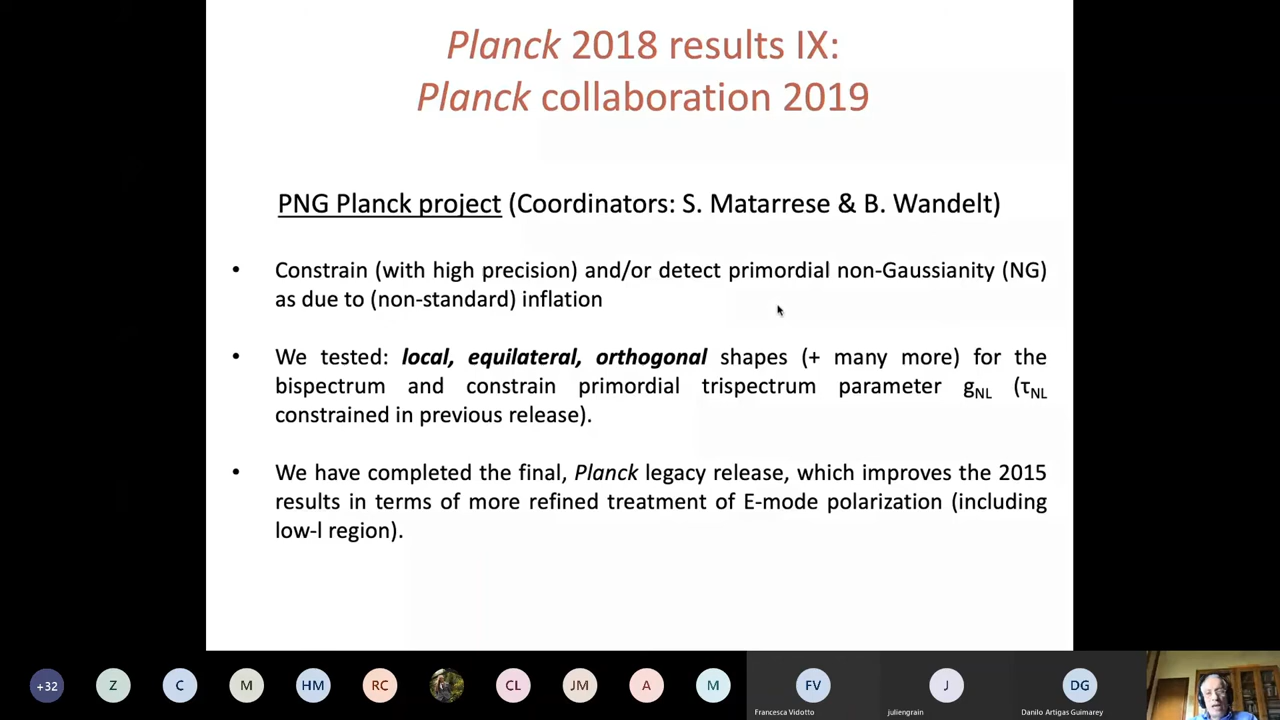 Planck 2018 results IX:
Planck collaboration 2019
PNG Planck project (Coordinators: S. Matarrese & B. Wandelt)
• Constrain (with high precision) and/or detect primordial non-Gaussianity (NG)
as due to (non-standard) inflation
• We tested: local, equilateral, orthogonal shapes (+ many more) for the
bispectrum and constrain primordial trispectrum parameter gNL (τNL
constrained in previous release).
• We have completed the final, Planck legacy release, which improves the 2015
results in terms of more refined treatment of E-mode polarization (including
low-l region).
+32 Z C M HM RC CL JM A M FV J DG
Francesca Vidotto juliengrain Danilo Artigas Guimarey